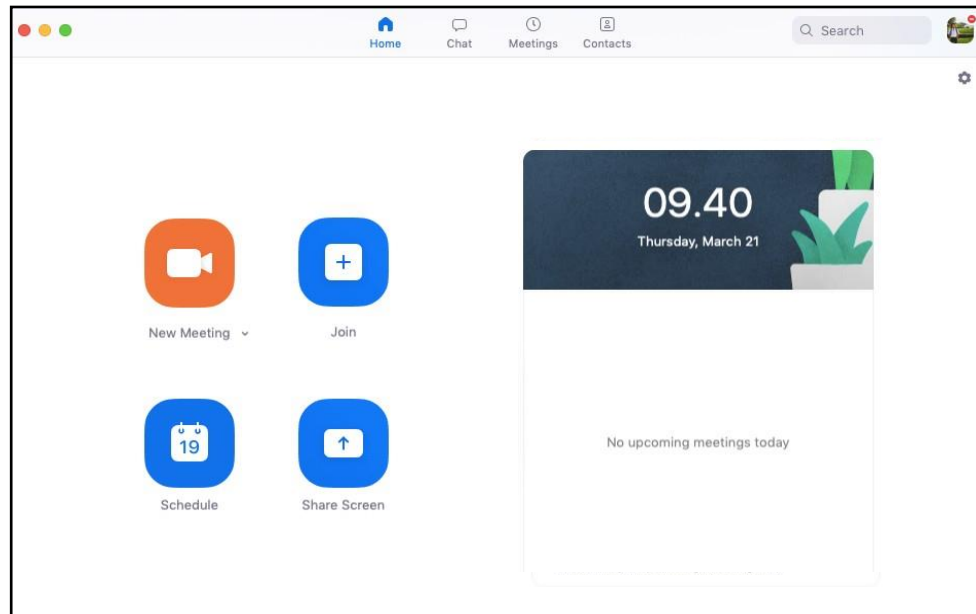 Home
Chat
Meetings
Contacts
Search
09.40
Thursday, March 21
New Meeting
Join
19
Schedule
Share Screen
No upcoming meetings today